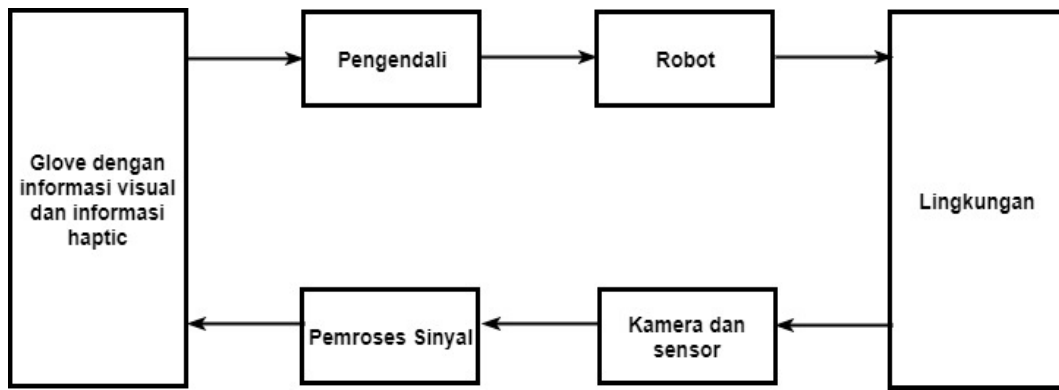 Glove dengan
informasi visual
dan informasi
haptic
Pengendali
Robot
Lingkungan
Pemroses Sinyal
Kamera dan
sensor